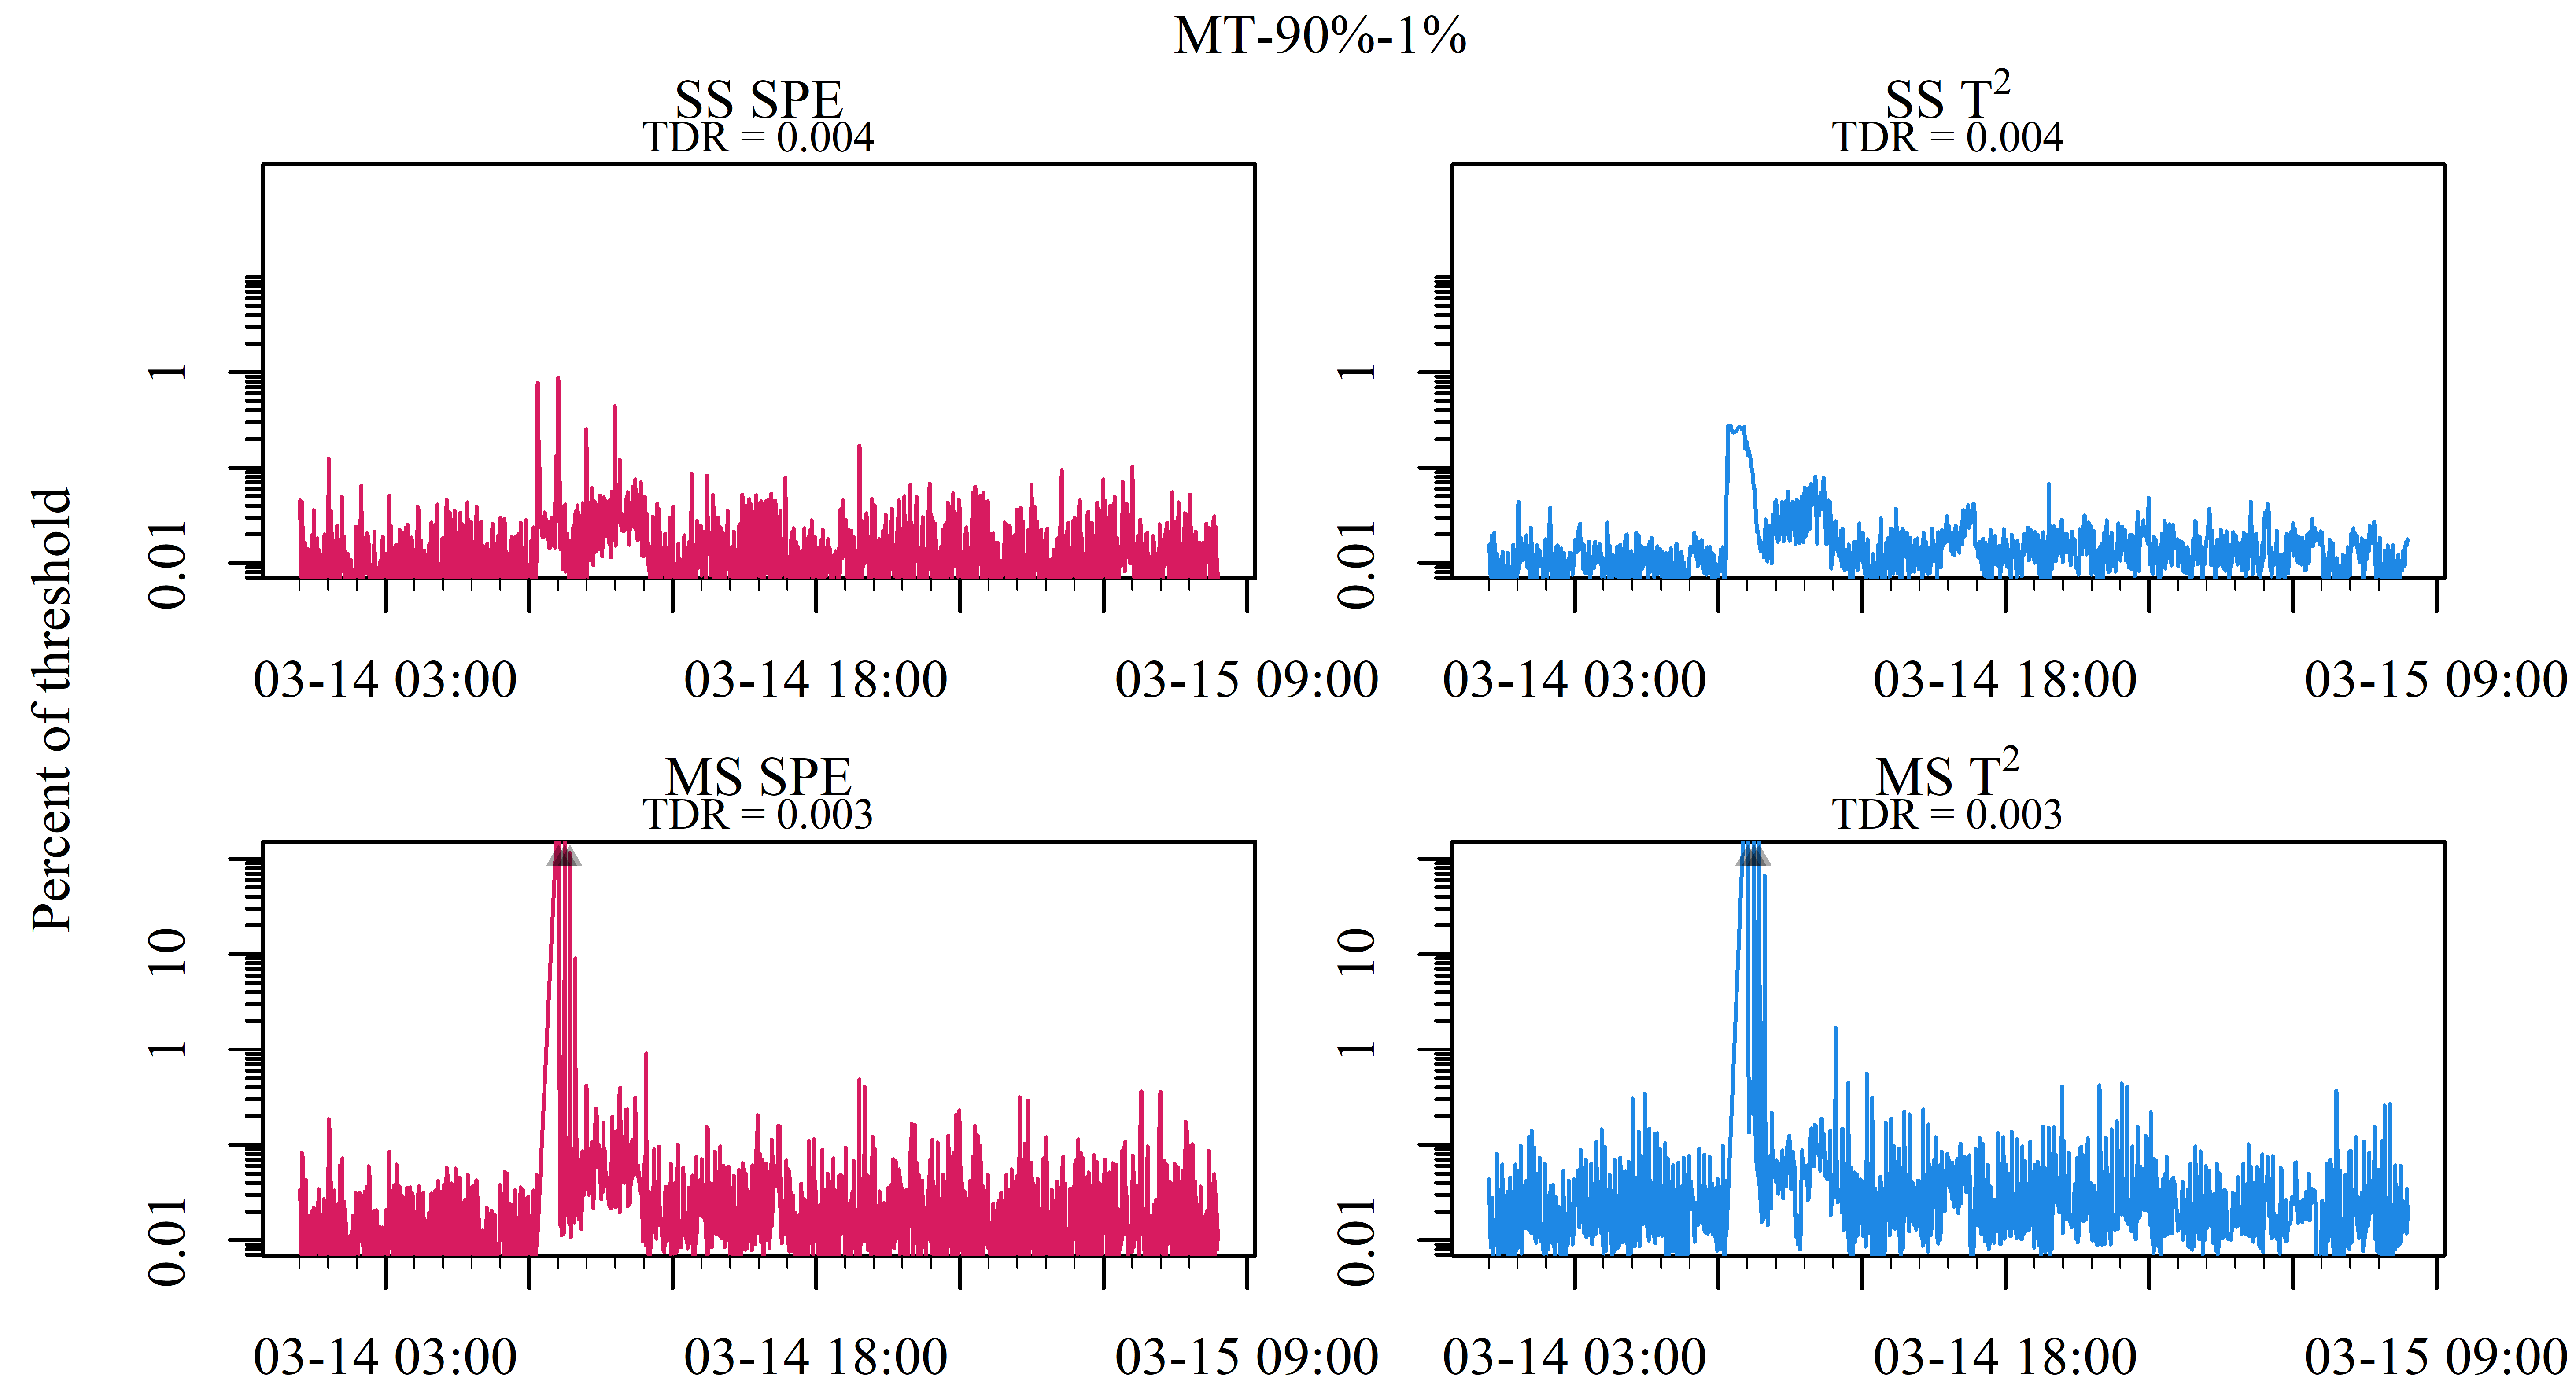 MT-90%-1%
SS SPE
TDR = 0.004
SS T²
TDR = 0.004
Percent of threshold
1
0.01
03-14 03:00
03-14 18:00
03-15 09:00
1
0.01
03-14 03:00
03-14 18:00
03-15 09:00
MS SPE
TDR = 0.003
MS T²
TDR = 0.003
10
1
0.01
03-14 03:00
03-14 18:00
03-15 09:00
10
1
0.01
03-14 03:00
03-14 18:00
03-15 09:00